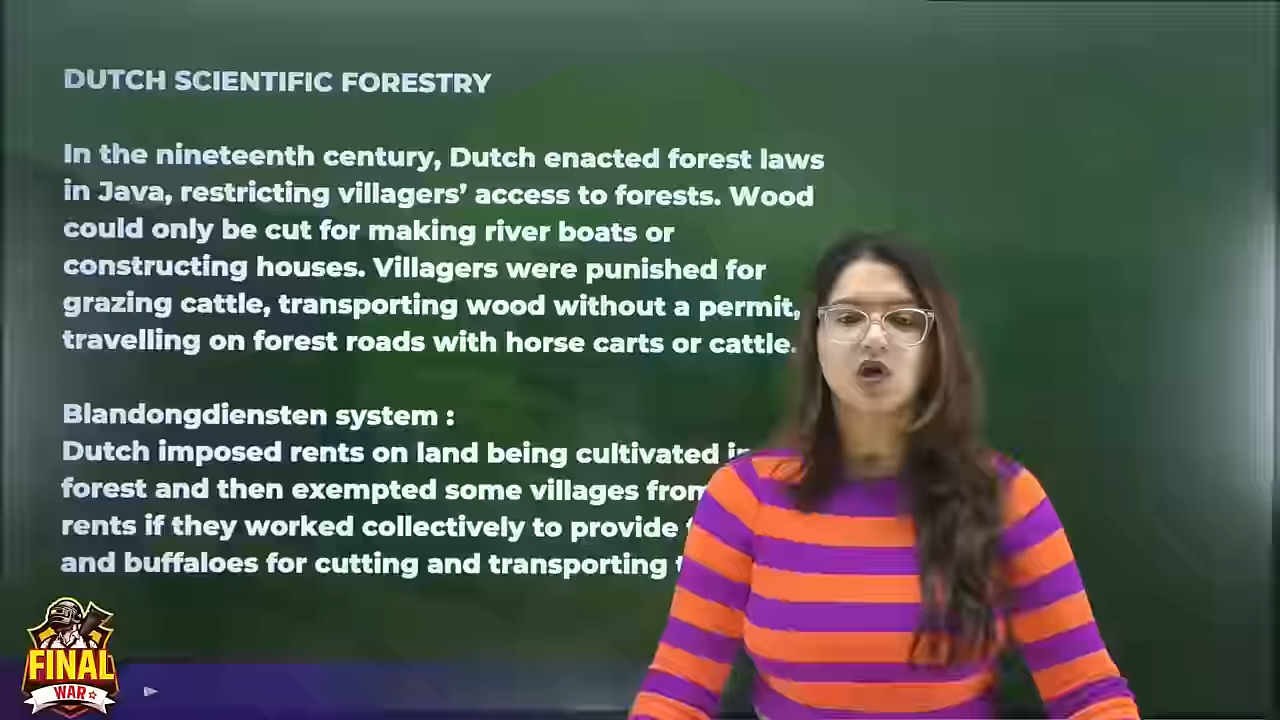 DUTCH SCIENTIFIC FORESTRY
In the nineteenth century, Dutch enacted forest laws
in Java, restricting villagers’ access to forests. Wood
could only be cut for making river boats or
constructing houses. Villagers were punished for
grazing cattle, transporting wood without a permit,
travelling on forest roads with horse carts or cattle.
Blandongdiensten system :
Dutch imposed rents on land being cultivated
forest and then exempted some villages from
rents if they worked collectively to provide
and buffaloes for cutting and transporting
FINAL
WAR